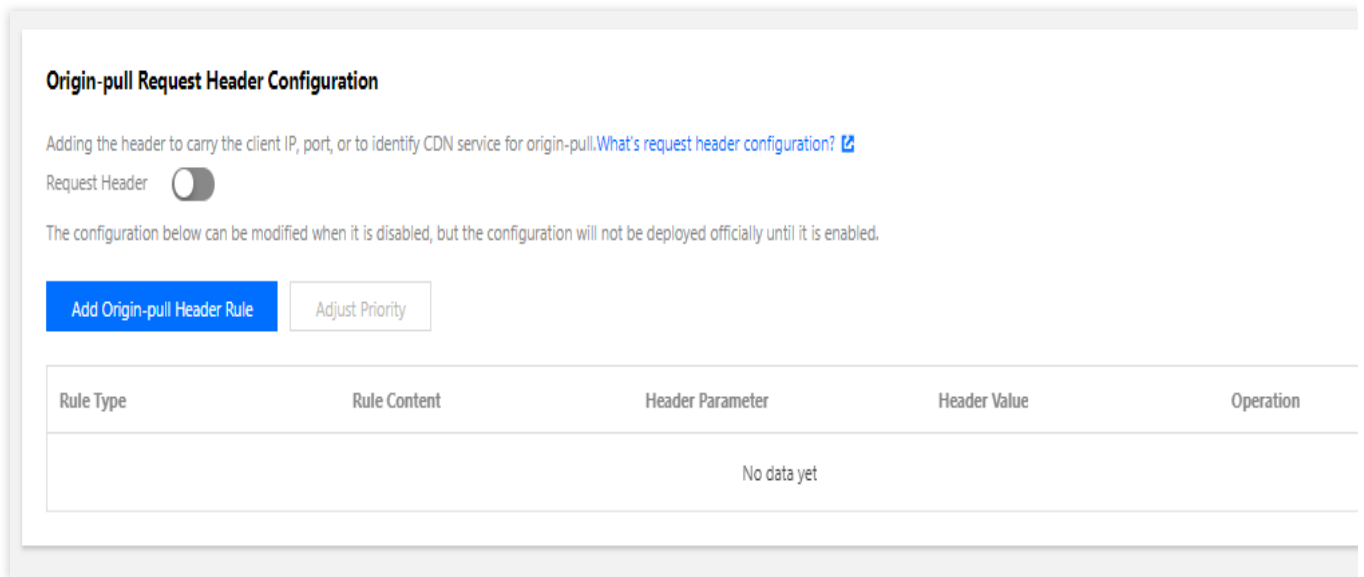 Origin-pull Request Header Configuration
Adding the header to carry the client IP, port, or to identify CDN service for origin-pull.What's request header configuration?
Request Header
The configuration below can be modified when it is disabled, but the configuration will not be deployed officially until it is enabled.
Add Origin-pull Header Rule Adjust Priority
Rule Type Rule Content Header Parameter Header Value Operation
No data yet